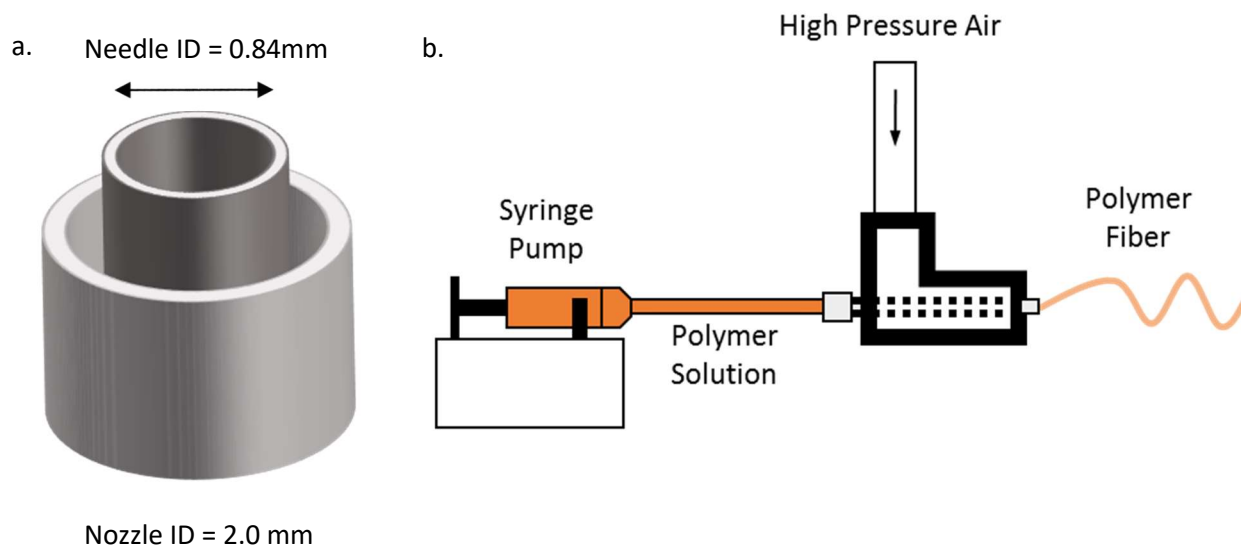 a.
Needle ID = 0.84mm
Nozzle ID = 2.0 mm
b.
High Pressure Air
Syringe
Pump
Polymer
Solution
Polymer
Fiber